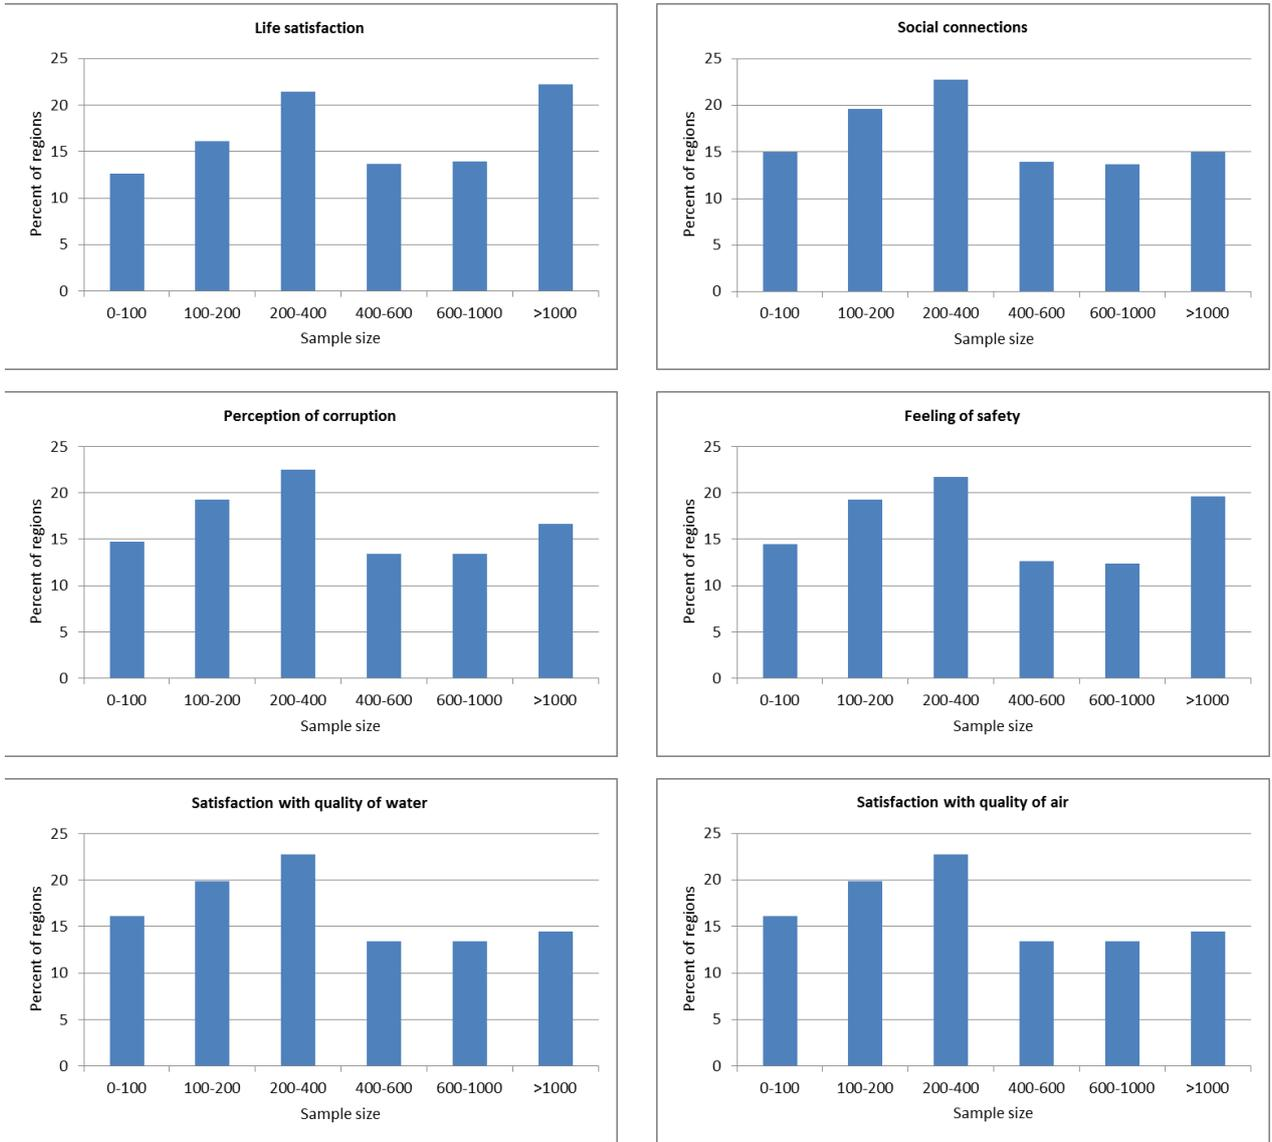 Life satisfaction
25
20
15
10
5
0
Percent of regions
0-100 100-200 200-400 400-600 600-1000 >1000
Sample size
Social connections
25
20
15
10
5
0
Percent of regions
0-100 100-200 200-400 400-600 600-1000 >1000
Sample size
Perception of corruption
25
20
15
10
5
0
Percent of regions
0-100 100-200 200-400 400-600 600-1000 >1000
Sample size
Feeling of safety
25
20
15
10
5
0
Percent of regions
0-100 100-200 200-400 400-600 600-1000 >1000
Sample size
Satisfaction with quality of water
25
20
15
10
5
0
Percent of regions
0-100 100-200 200-400 400-600 600-1000 >1000
Sample size
Satisfaction with quality of air
25
20
15
10
5
0
Percent of regions
0-100 100-200 200-400 400-600 600-1000 >1000
Sample size